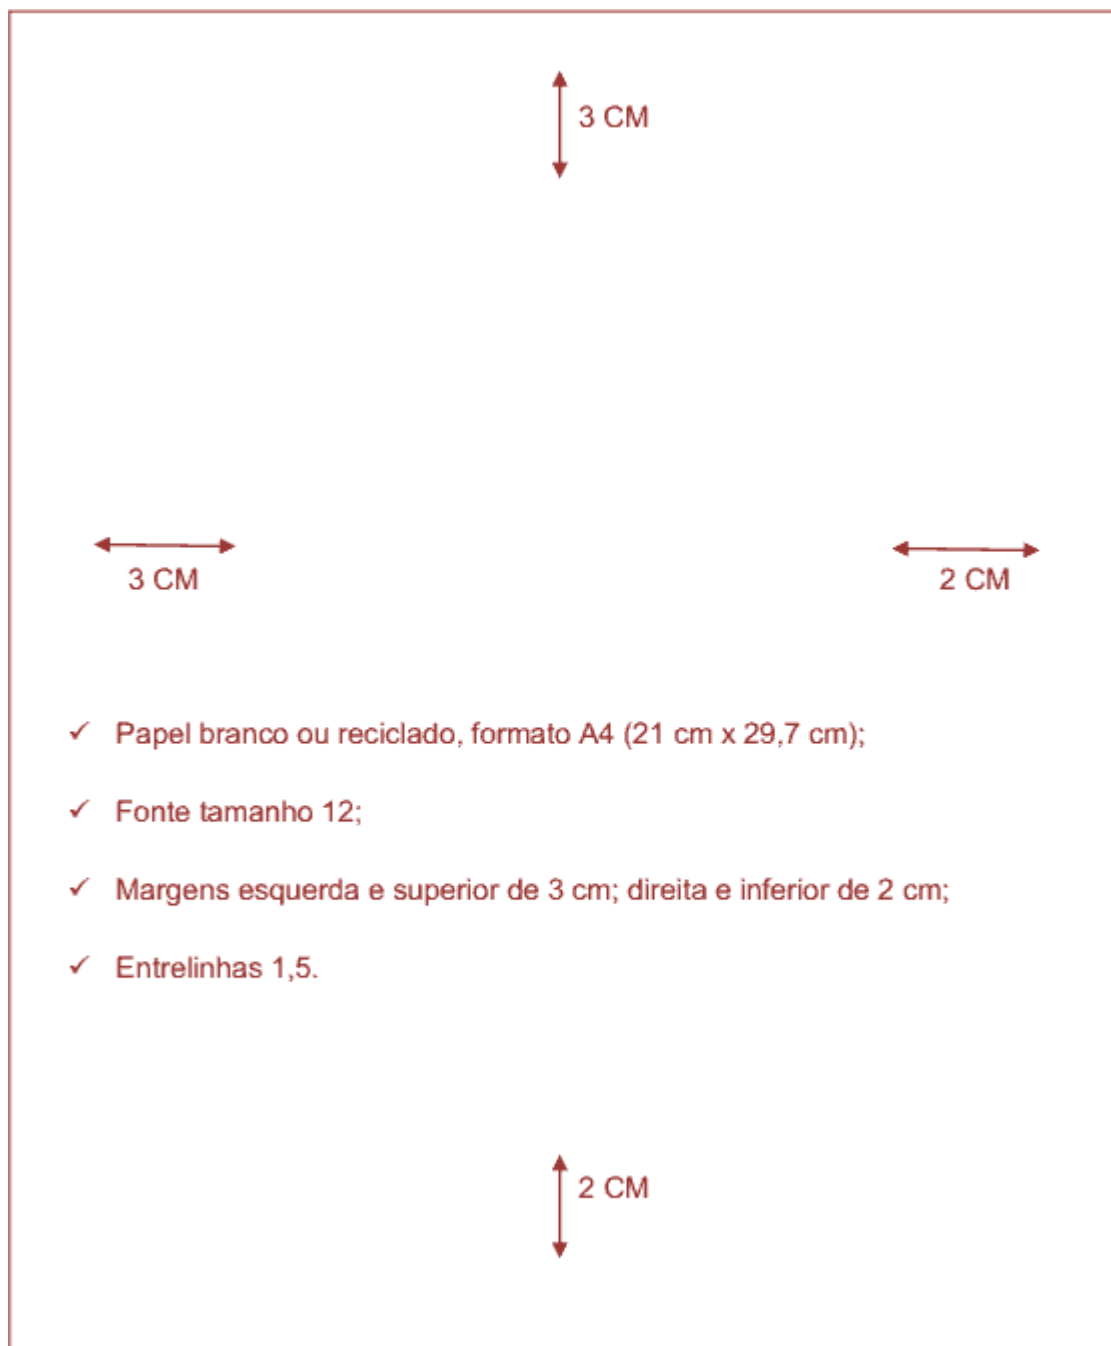 3 CM
3 CM
2 CM
✓ Papel branco ou reciclado, formato A4 (21 cm x 29,7 cm);
✓ Fonte tamanho 12;
✓ Margens esquerda e superior de 3 cm; direita e inferior de 2 cm;
✓ Entrelinhas 1,5.
2 CM